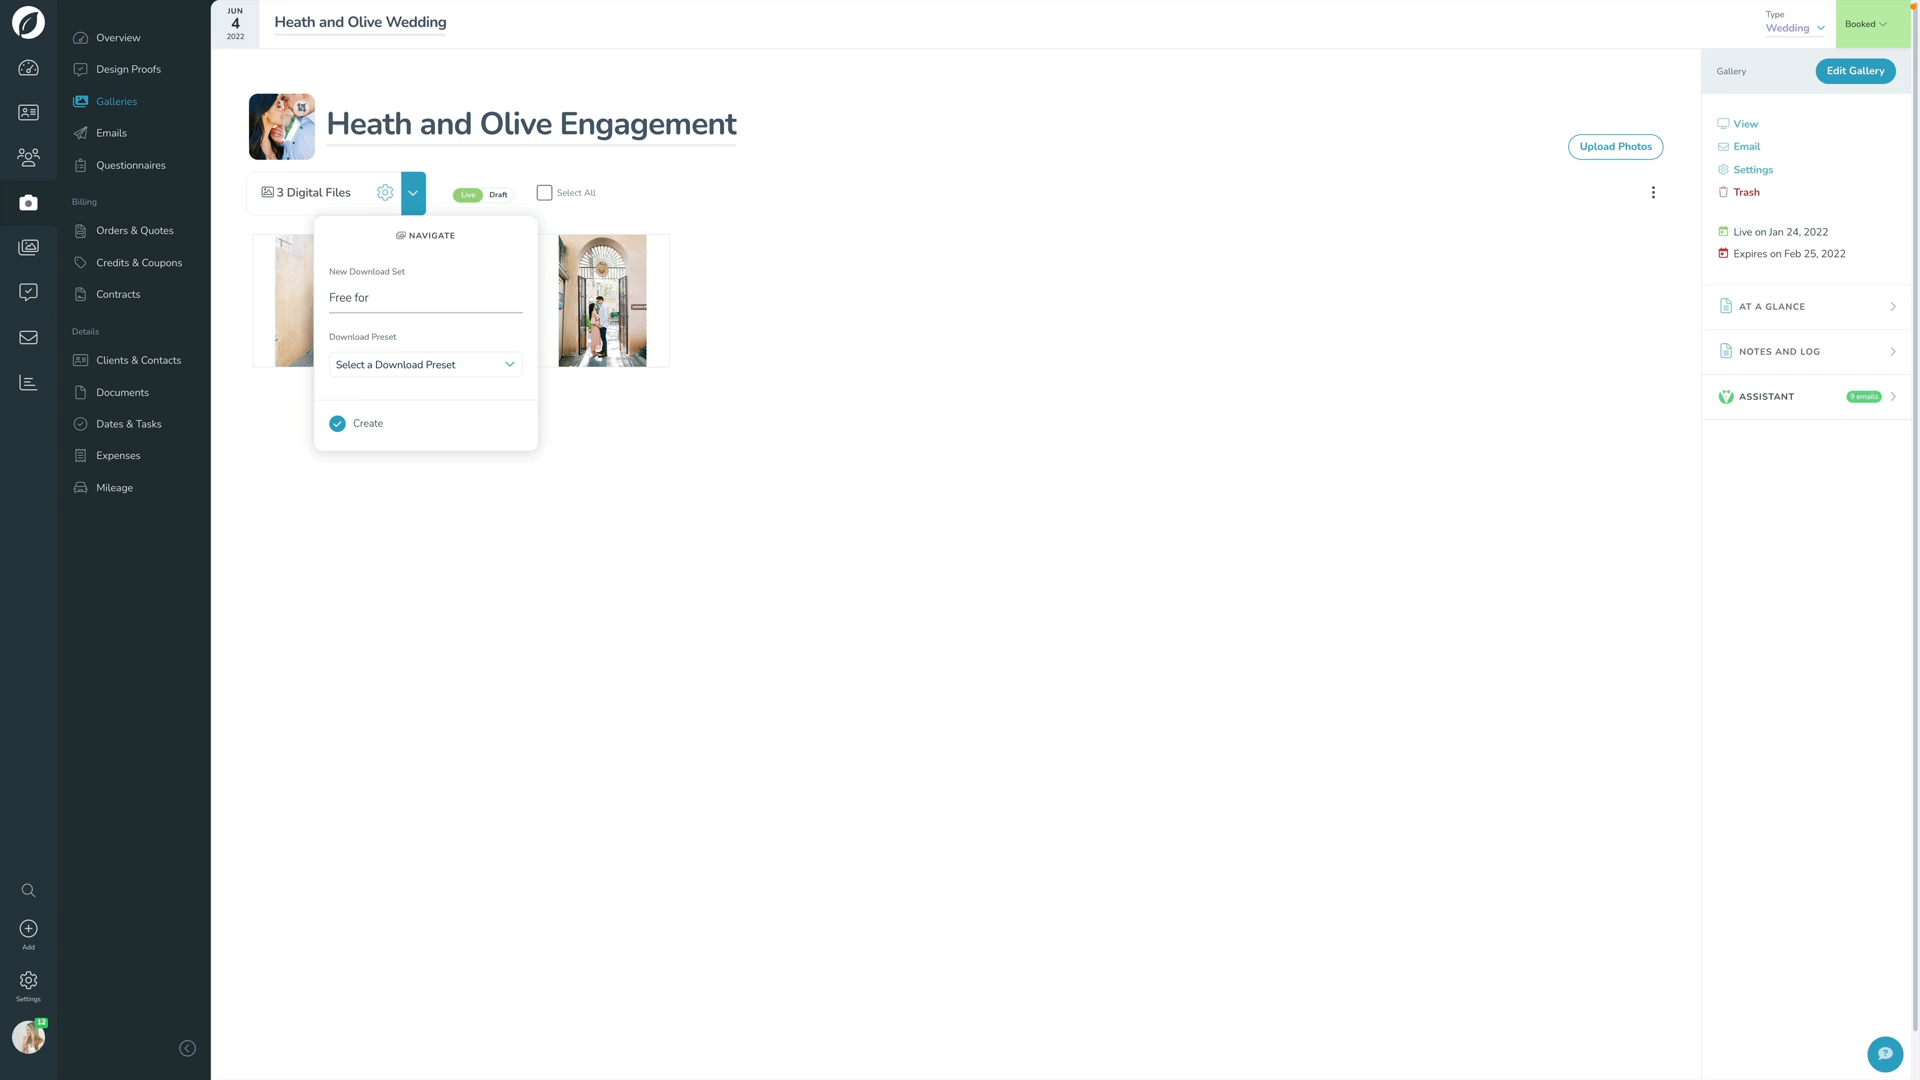 JUN
4
2022
Heath and Olive Wedding
Type
Wedding
Booked
Overview
Design Proofs
Galleries
Emails
Questionnaires
Billing
Orders & Quotes
Credits & Coupons
Contracts
Details
Clients & Contacts
Documents
Dates & Tasks
Expenses
Mileage
Add
Settings
12
Heath and Olive Engagement
Upload Photos
3 Digital Files
Live
Draft
Select All
NAVIGATE
New Download Set
Free for
Download Preset
Select a Download Preset
Create
Gallery
Edit Gallery
View
Email
Settings
Trash
Live on Jan 24, 2022
Expires on Feb 25, 2022
AT A GLANCE
NOTES AND LOG
ASSISTANT
9 emails